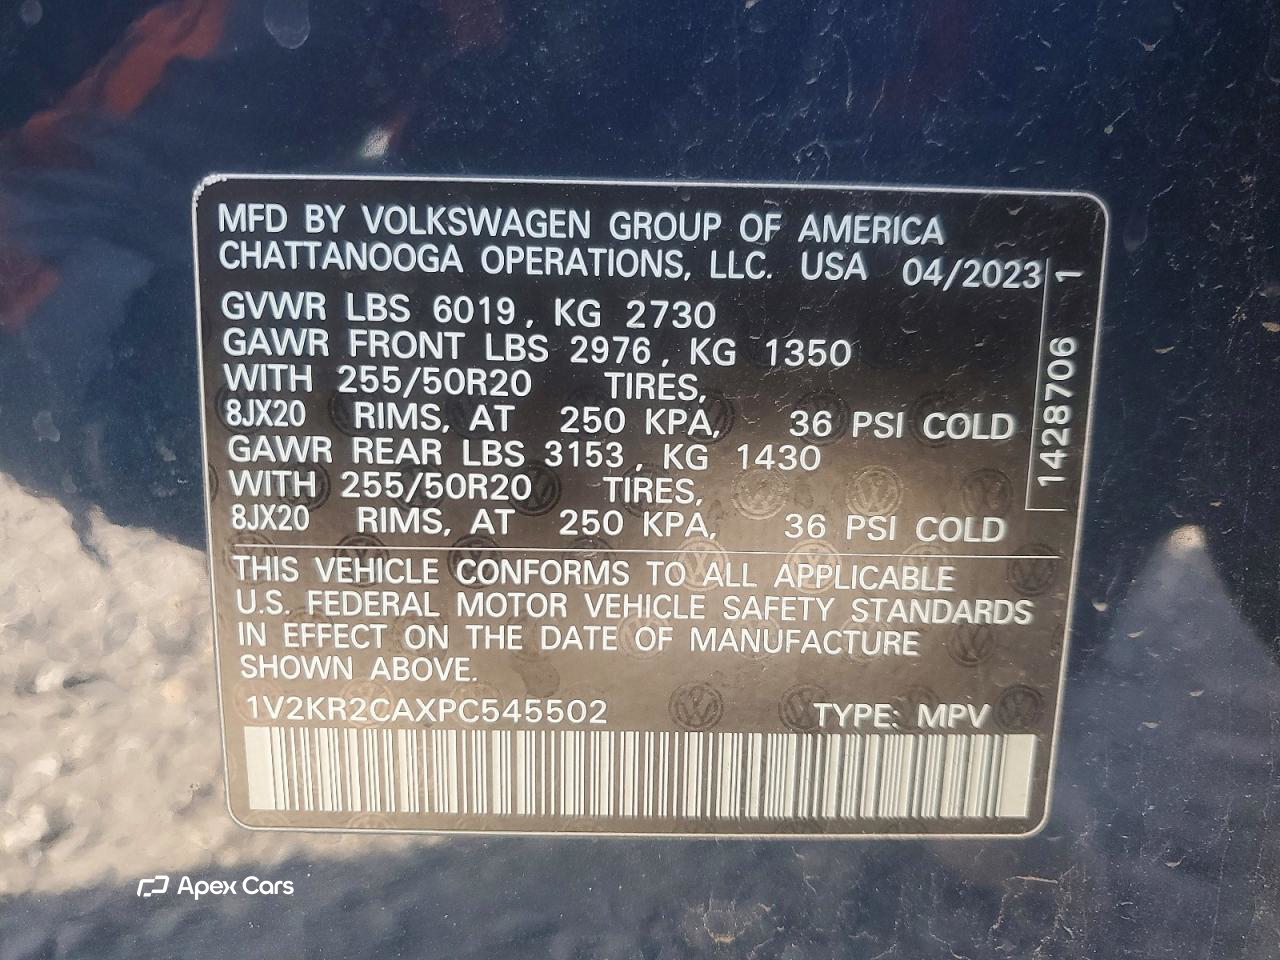 MFD BY VOLKSWAGEN GROUP OF AMERICA
CHATTANOOGA OPERATIONS, LLC. USA 04/2023
GVWR LBS 6019, KG 2730
GAWR FRONT LBS 2976, KG 1350
WITH 255/50R20 TIRES,
8JX20 RIMS, AT 250 KPA, 36 PSI COLD
GAWR REAR LBS 3153, KG 1430
WITH 255/50R20 TIRES,
8JX20 RIMS, AT 250 KPA, 36 PSI COLD
1428706 1
THIS VEHICLE CONFORMS TO ALL APPLICABLE
U.S. FEDERAL MOTOR VEHICLE SAFETY STANDARDS
IN EFFECT ON THE DATE OF MANUFACTURE
SHOWN ABOVE.
1V2KR2CAXPC545502 TYPE: MPV
Apex Cars